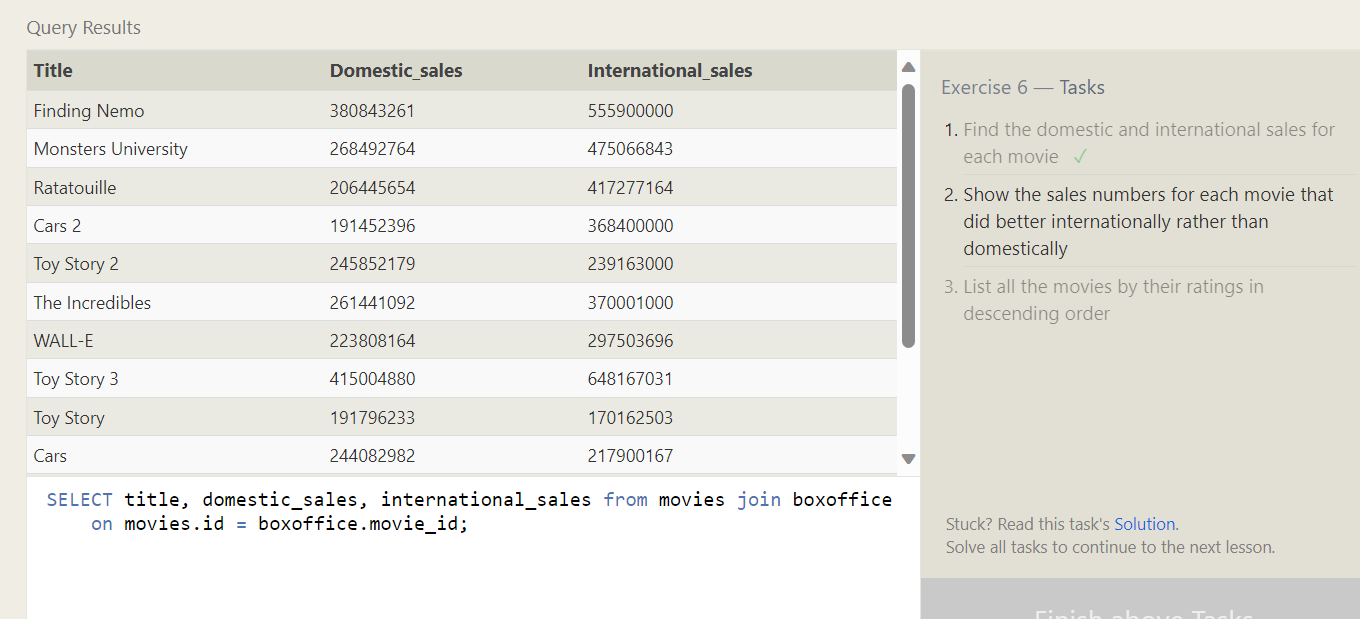 Query Results
Title Domestic_sales International_sales
Finding Nemo 380843261 555900000
Monsters University 268492764 475066843
Ratatouille 206445654 417277164
Cars 2 191452396 368400000
Toy Story 2 245852179 239163000
The Incredibles 261441092 370001000
WALL-E 223808164 297503696
Toy Story 3 415004880 648167031
Toy Story 191796233 170162503
Cars 244082982 217900167
SELECT title, domestic_sales, international_sales from movies join boxoffice
on movies.id = boxoffice.movie_id;
Exercise 6 — Tasks
1. Find the domestic and international sales for
each movie ✓
2. Show the sales numbers for each movie that
did better internationally rather than
domestically
3. List all the movies by their ratings in
descending order
Stuck? Read this task's Solution.
Solve all tasks to continue to the next lesson.
Finish above Tasks